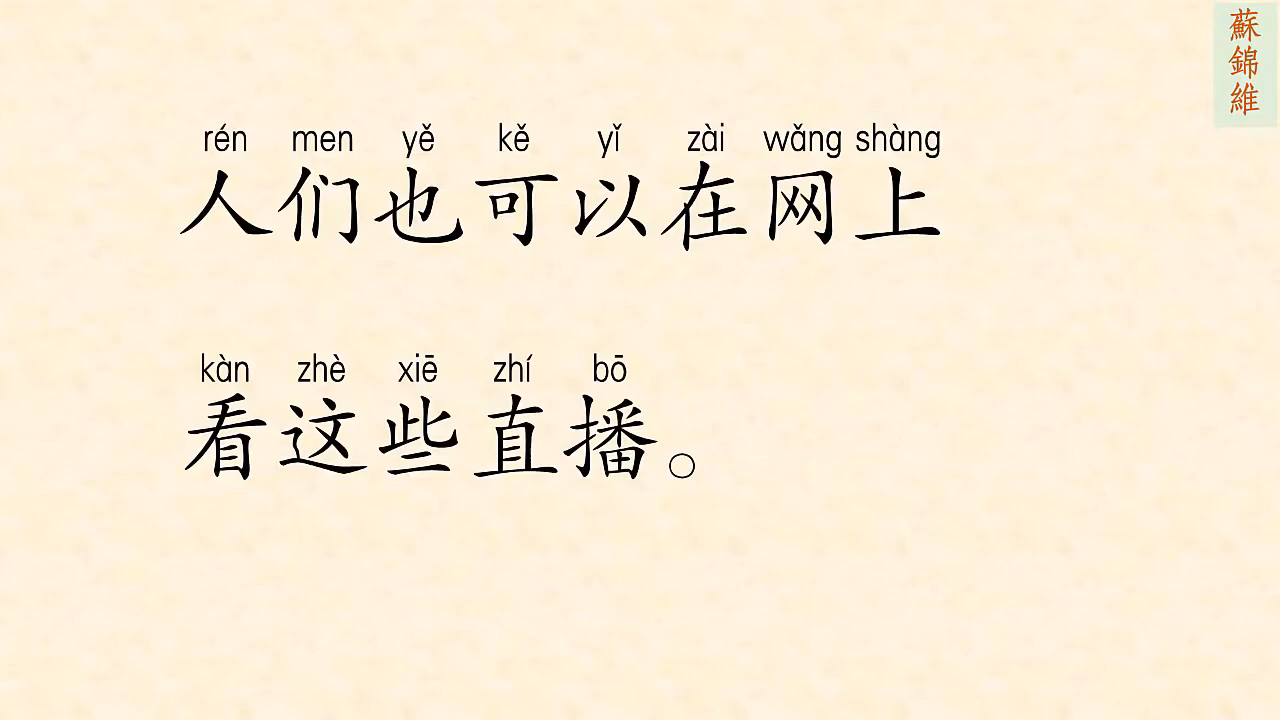 rén men yě kě yǐ zài wǎng shàng
人们也可以在网上
kàn zhè xiē zhí bō
看这些直播。
蘇錦維